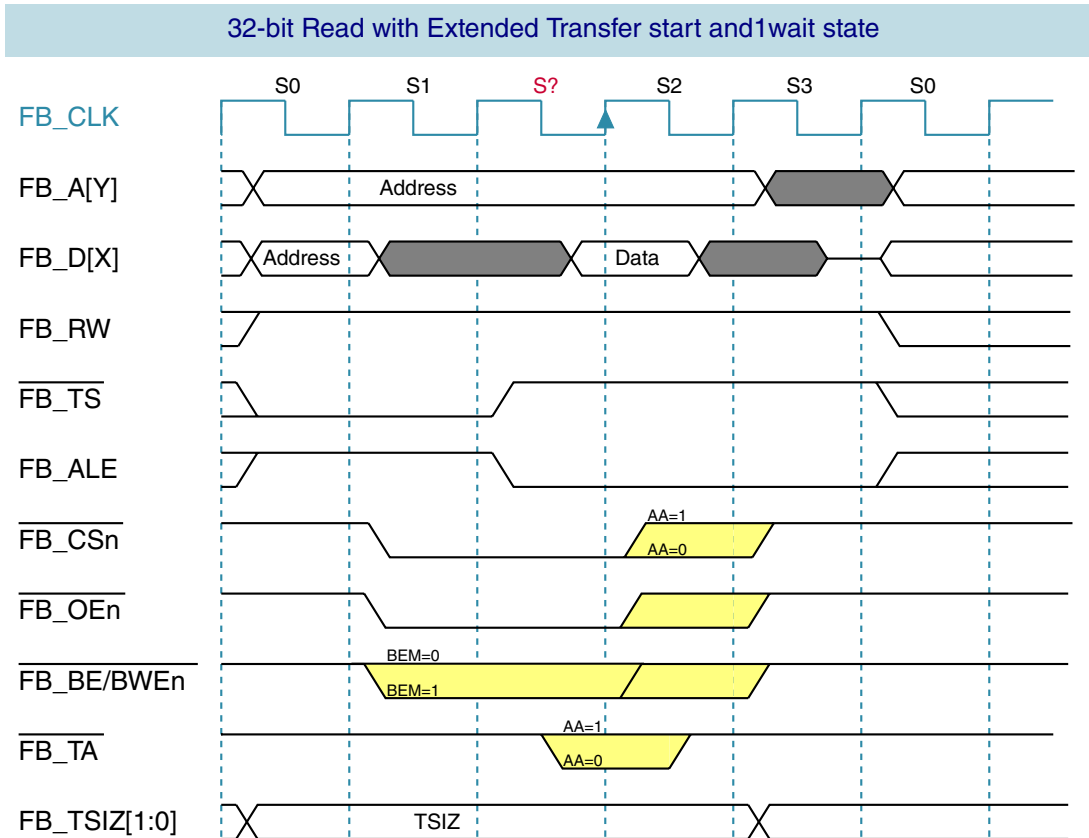 32-bit Read with Extended Transfer start and1wait state
S0 S1 S? S2 S3 S0
FB_CLK
FB_A[Y] Address
FB_D[X] Address Data
FB_RW
FB_TS
FB_ALE
AA=1
FB_CSn
AA=0
FB_OEn
BEM=0
FB_BE/BWEn
BEM=1
AA=1
FB_TA
AA=0
FB_TSIZ[1:0] TSIZ